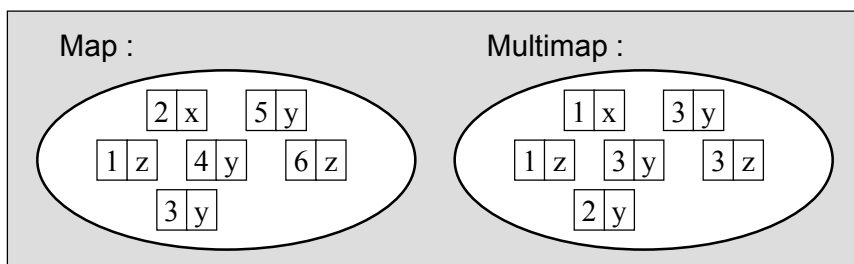 Map :
Multimap :
2 x
5 y
1 z
4 y
6 z
3 y
1 x
3 y
1 z
3 y
3 z
2 y